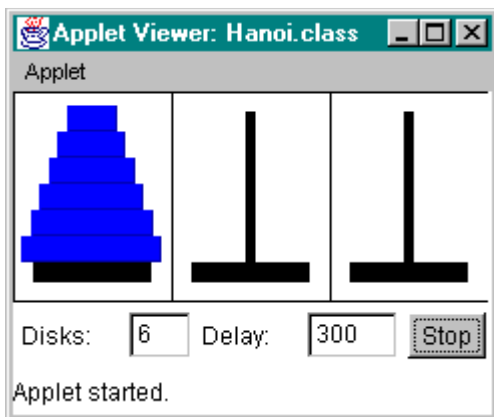 Applet Viewer: Hanoi.class
Applet
Disks: 6 Delay: 300 Stop
Applet started.